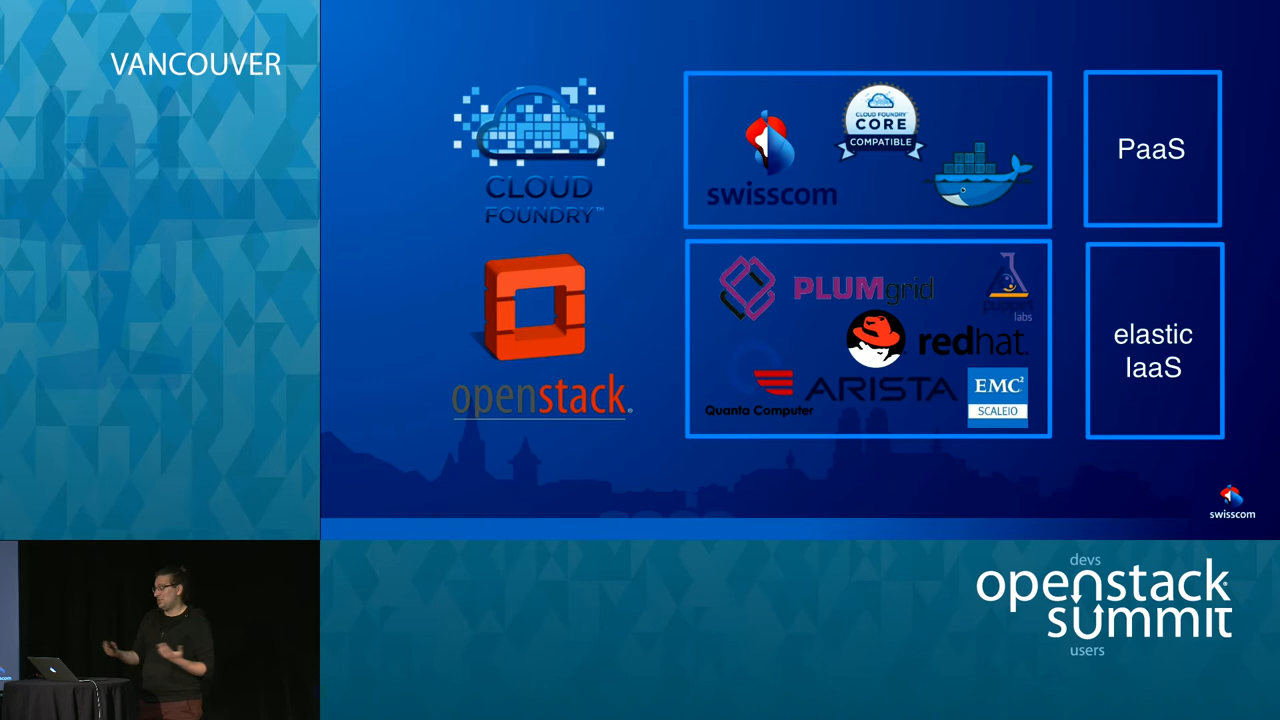 VANCOUVER
CLOUD
FOUNDRY™
swisscom
CLOUD FOUNDRY
CORE
COMPATIBLE
PaaS
openstack®
PLUMgrid
labs
redhat.
Quanta Computer
ARISTA
EMC²
SCALEIO
elastic
IaaS
swisscom
devs
openstack®
summit
users